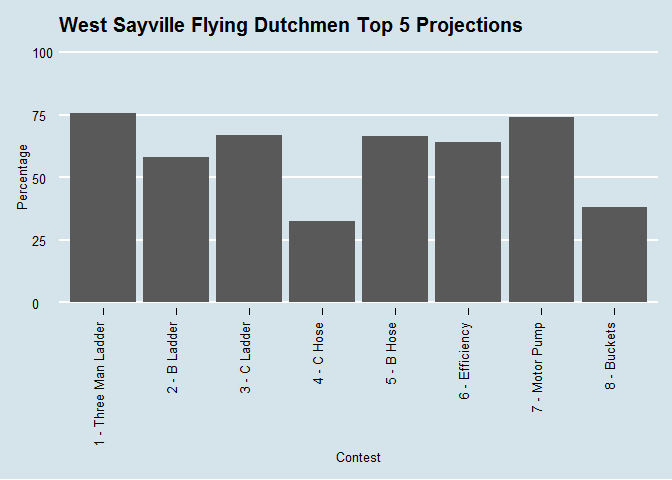 West Sayville Flying Dutchmen Top 5 Projections
100
75
50
25
0
Percentage
1 - Three Man Ladder
2 - B Ladder
3 - C Ladder
4 - C Hose
5 - B Hose
6 - Efficiency
7 - Motor Pump
8 - Buckets
Contest